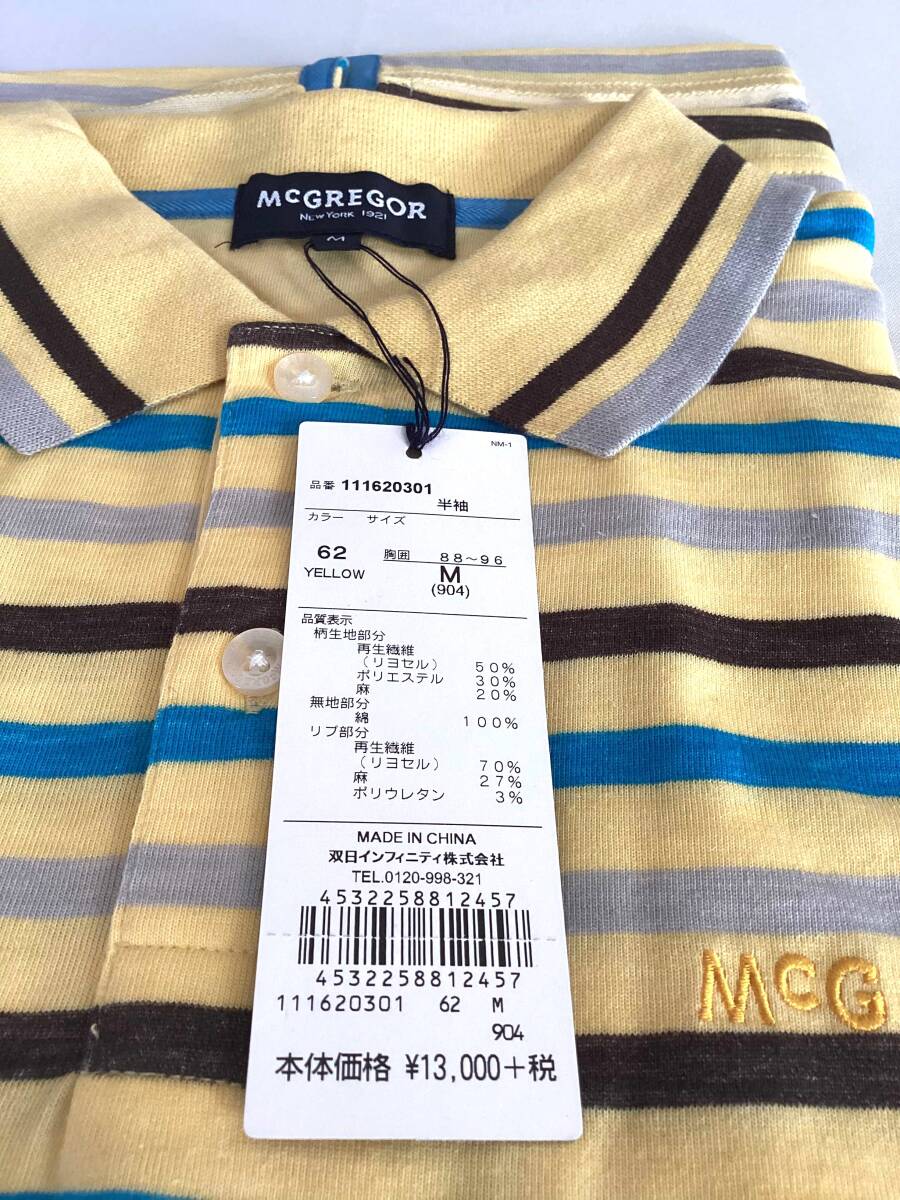 McGREGOR
NEW YORK 1921
M
NM-1
品番 111620301
半袖
カラー サイズ
62 胸囲 88～96
YELLOW M
(904)
品質表示
柄生地部分
再生繊維
(リヨセル) 50%
ポリエステル 30%
麻 20%
無地部分
綿 100%
リブ部分
再生繊維
(リヨセル) 70%
麻 27%
ポリウレタン 3%
MADE IN CHINA
双日インフィニティ株式会社
TEL.0120-998-321
4532258812457
4532258812457
111620301 62 M
904
本体価格 ¥13,000+税
McG